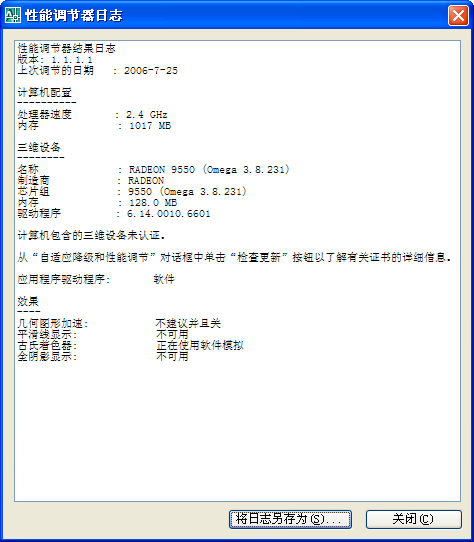 性能调节器日志
性能调节器结果日志
版本: 1.1.1.1
上次调节的日期 : 2006-7-25
计算机配置
----------
处理器速度 : 2.4 GHz
内存 : 1017 MB
三维设备
--------
名称 : RADEON 9550 (Omega 3.8.231)
制造商 : RADEON
芯片组 : 9550 (Omega 3.8.231)
内存 : 128.0 MB
驱动程序 : 6.14.0010.6601
计算机包含的三维设备未认证。
从“自适应降级和性能调节”对话框中单击“检查更新”按钮以了解有关证书的详细信息。
应用程序驱动程序: 软件
效果
----
几何图形加速: 不建议并且关
平滑线显示: 不可用
古氏着色器: 正在使用软件模拟
全阴影显示: 不可用
将日志另存为(S)... 关闭(C)